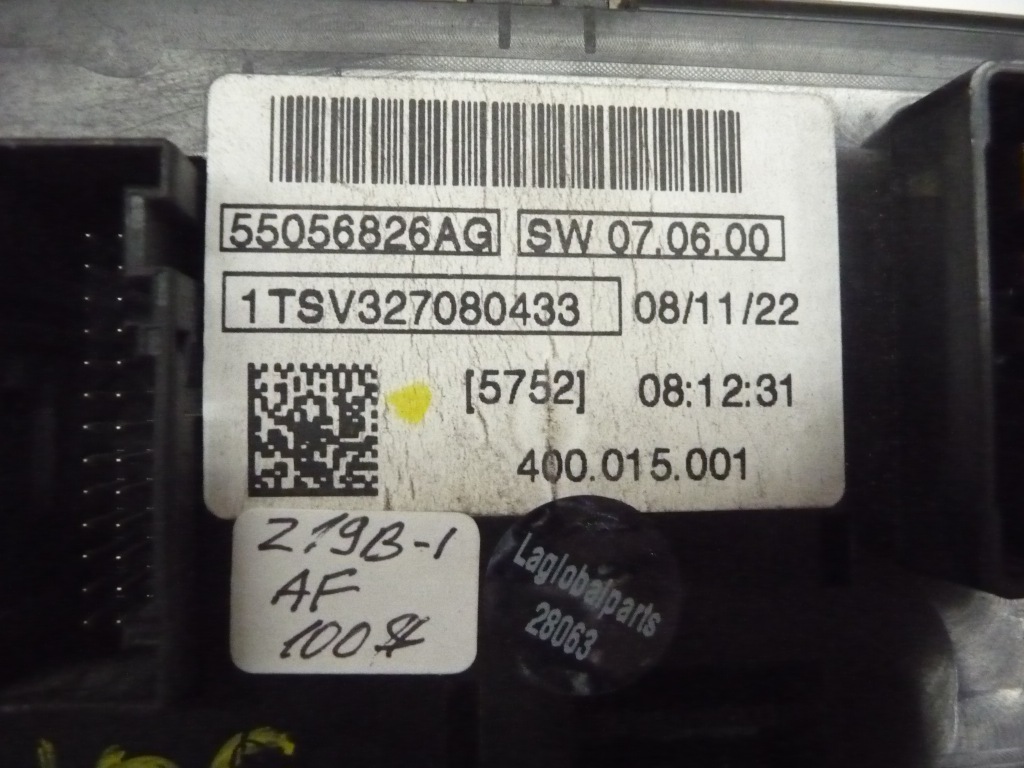 55056826AG SW 07.06.00
1TSV327080433 08/11/22
[5752] 08:12:31
400.015.001
Z19B-1
AF
100$
Laglobalparts
28063